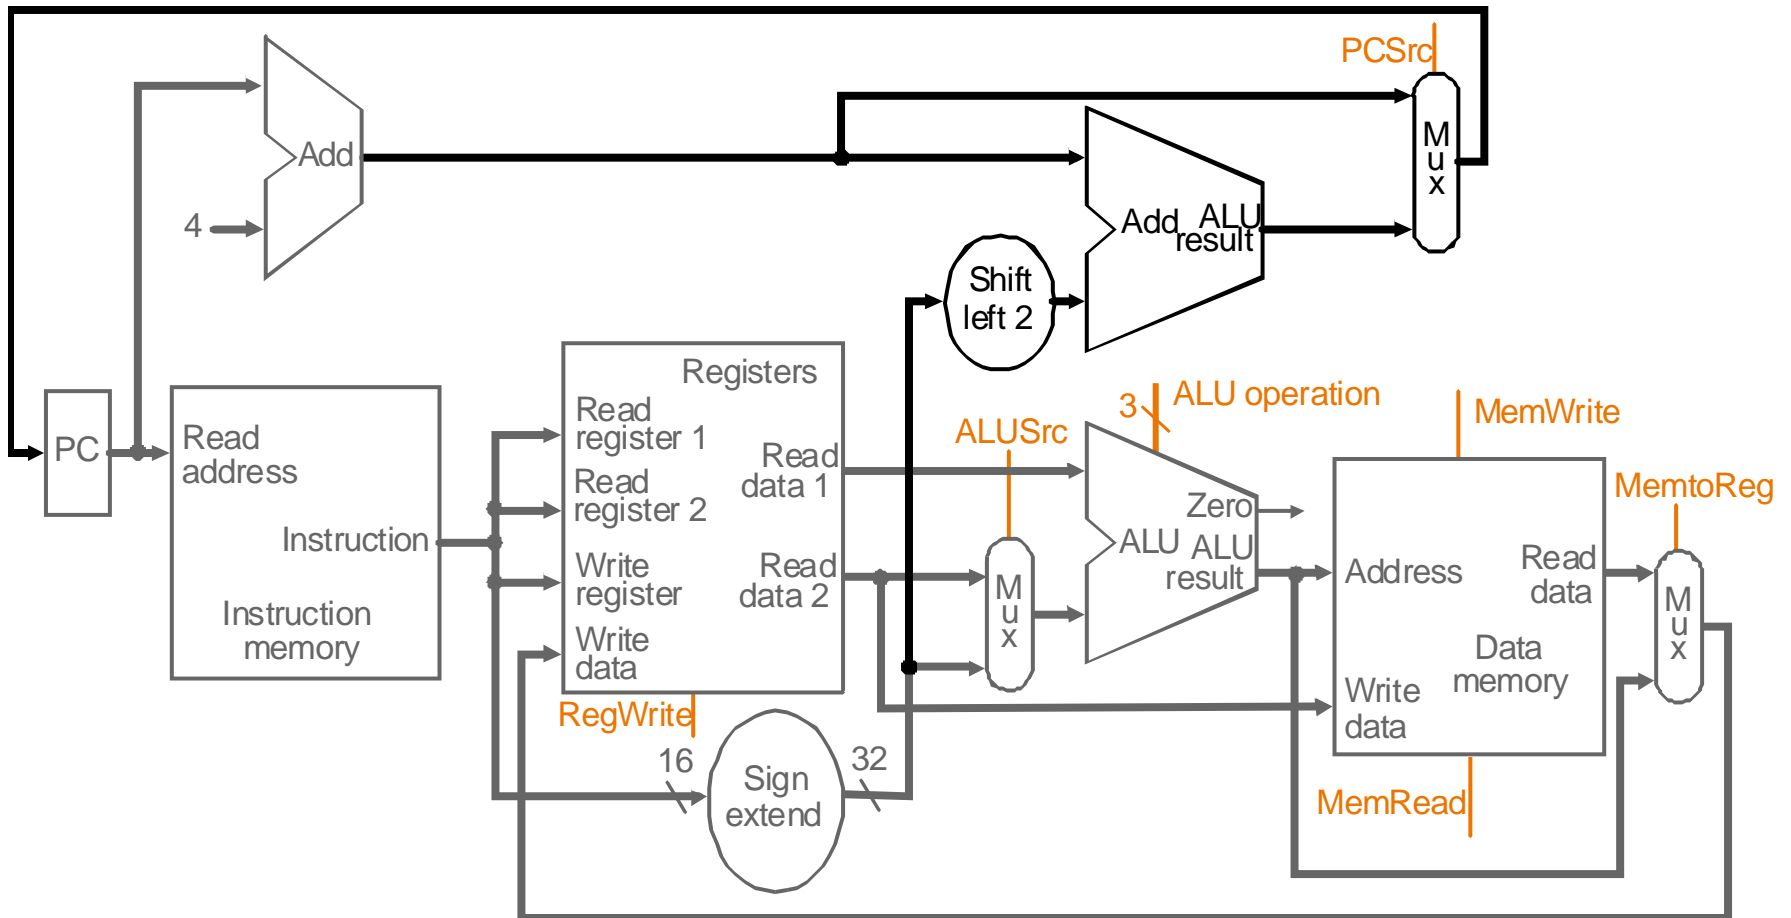 PCSrc
Add
4
M
u
x
Add
ALU
result
Shift
left 2
PC
Read
address
Instruction
Instruction
memory
Registers
Read
register 1
Read
register 2
Write
register
Write
data
Read
data 1
Read
data 2
RegWrite
16
Sign
extend
32
ALUSrc
M
u
x
3
ALU operation
Zero
ALU
ALU
result
MemWrite
Address
Read
data
Data
memory
Write
data
MemRead
MemtoReg
M
u
x